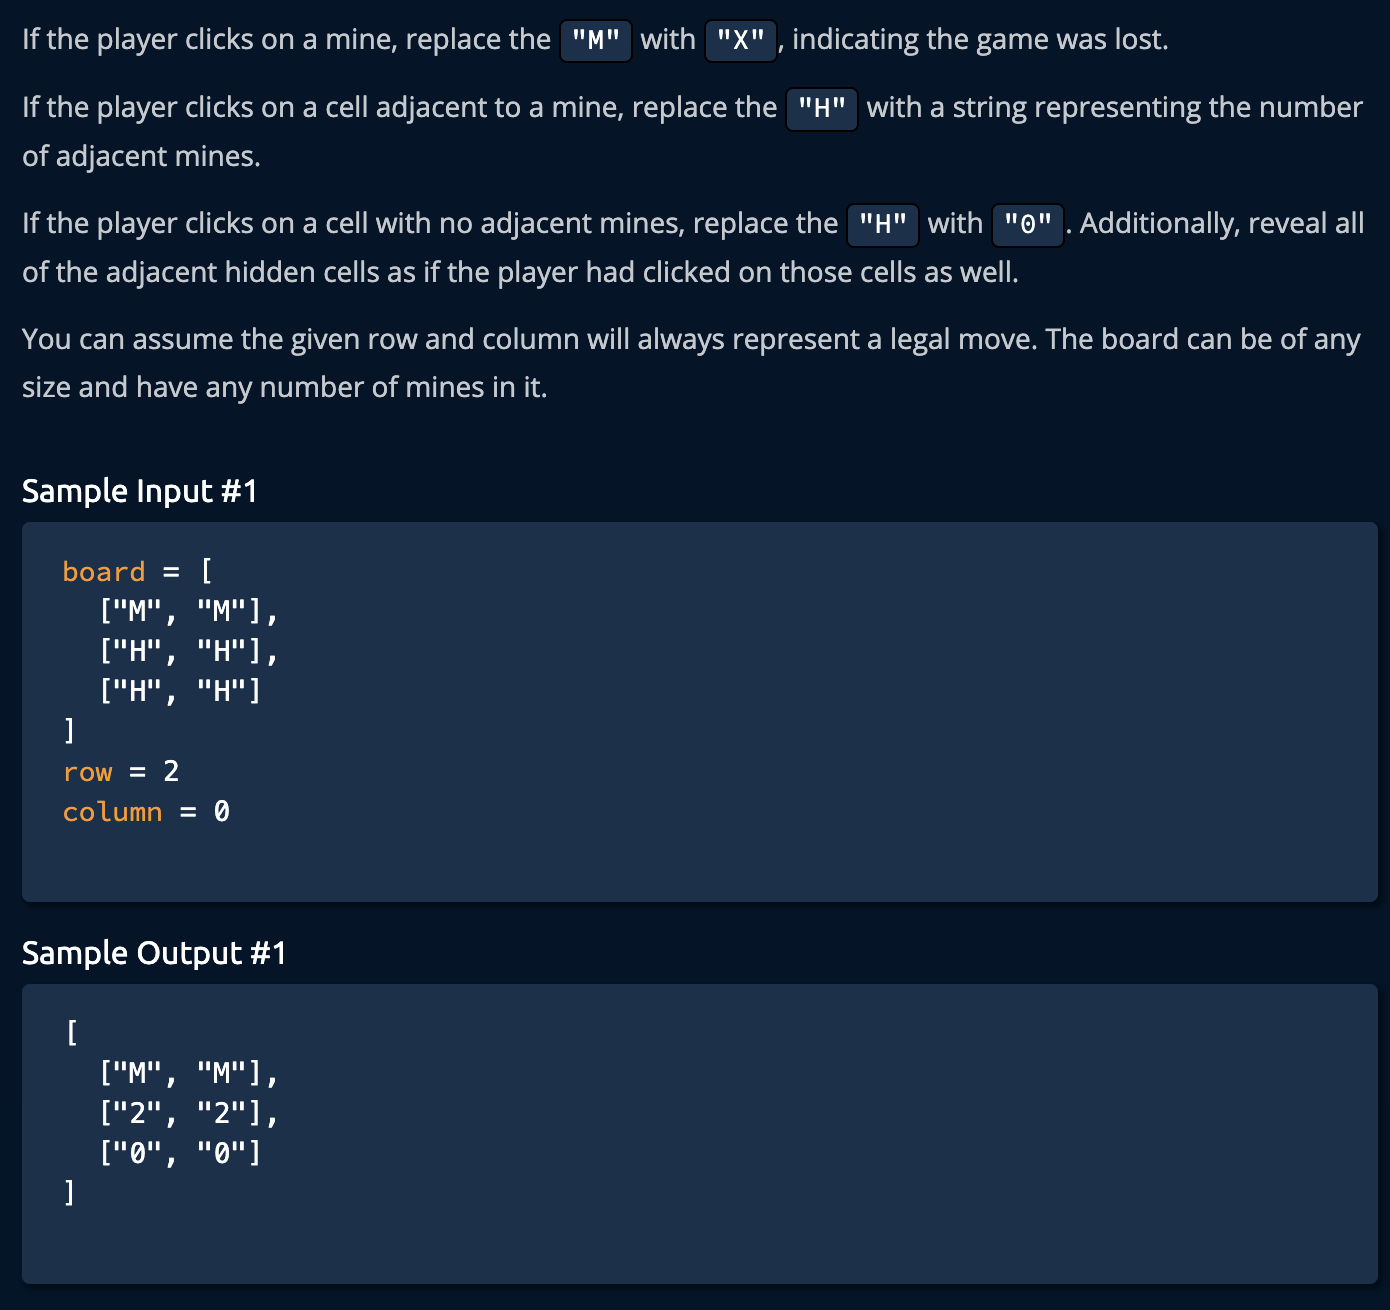 If the player clicks on a mine, replace the "M" with "X", indicating the game was lost.
If the player clicks on a cell adjacent to a mine, replace the "H" with a string representing the number
of adjacent mines.
If the player clicks on a cell with no adjacent mines, replace the "H" with "0". Additionally, reveal all
of the adjacent hidden cells as if the player had clicked on those cells as well.
You can assume the given row and column will always represent a legal move. The board can be of any
size and have any number of mines in it.
Sample Input #1
board = [
  ["M", "M"],
  ["H", "H"],
  ["H", "H"]
]
row = 2
column = 0
Sample Output #1
[
  ["M", "M"],
  ["2", "2"],
  ["0", "0"]
]